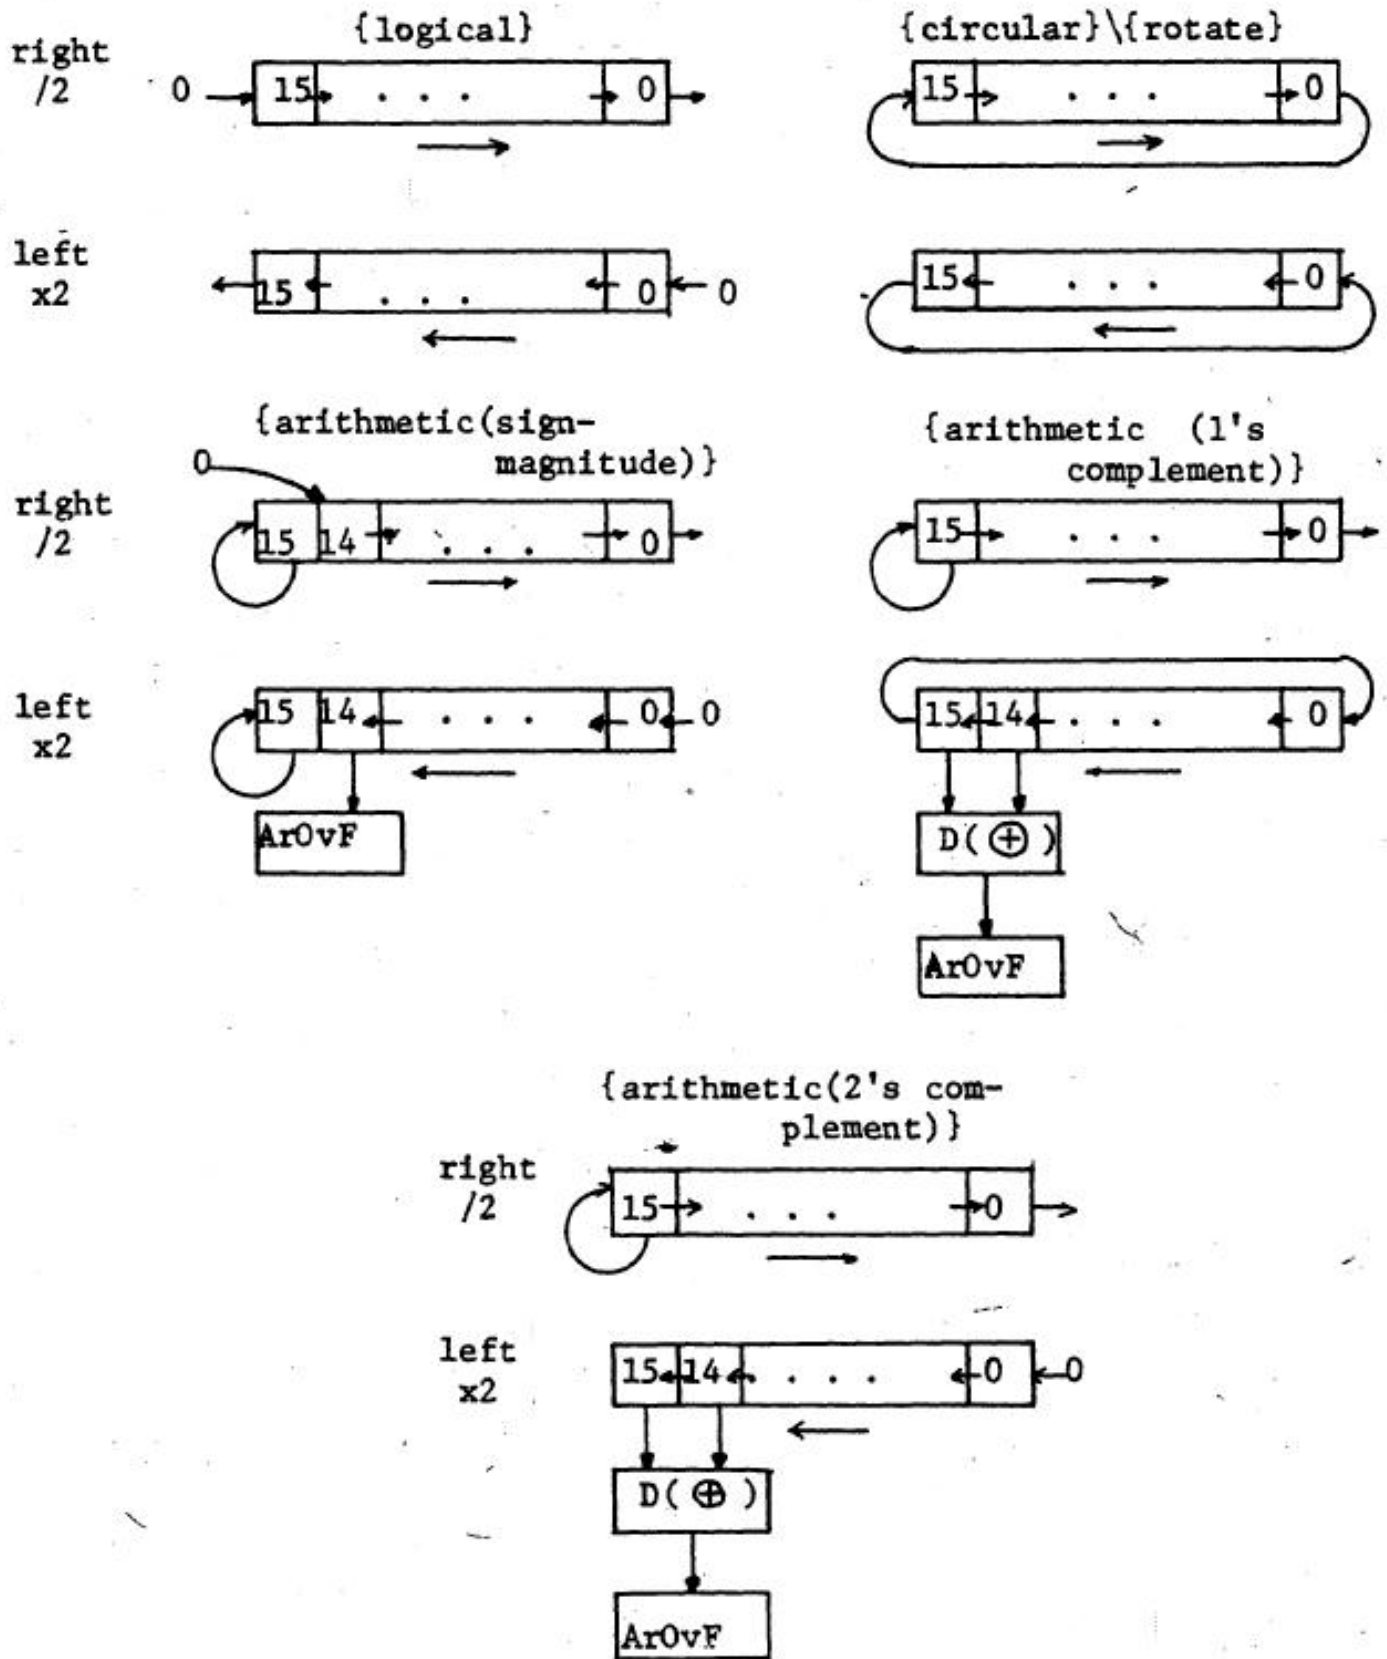 {logical}
{circular}\{rotate}
right
/2
0 15 . . . 0
15 . . . 0
left
x2
15 . . . 0 0
15 . . . 0
{arithmetic(sign-
magnitude)}
{arithmetic (1's
complement)}
right
/2
0
15 14 . . . 0
15 . . . 0
left
x2
15 14 . . . 0 0
15 14 . . . 0
ArOvF
D(⊕)
ArOvF
{arithmetic(2's com-
plement)}
right
/2
15 . . . 0
left
x2
15 14 . . . . 0 0
D(⊕)
ArOvF